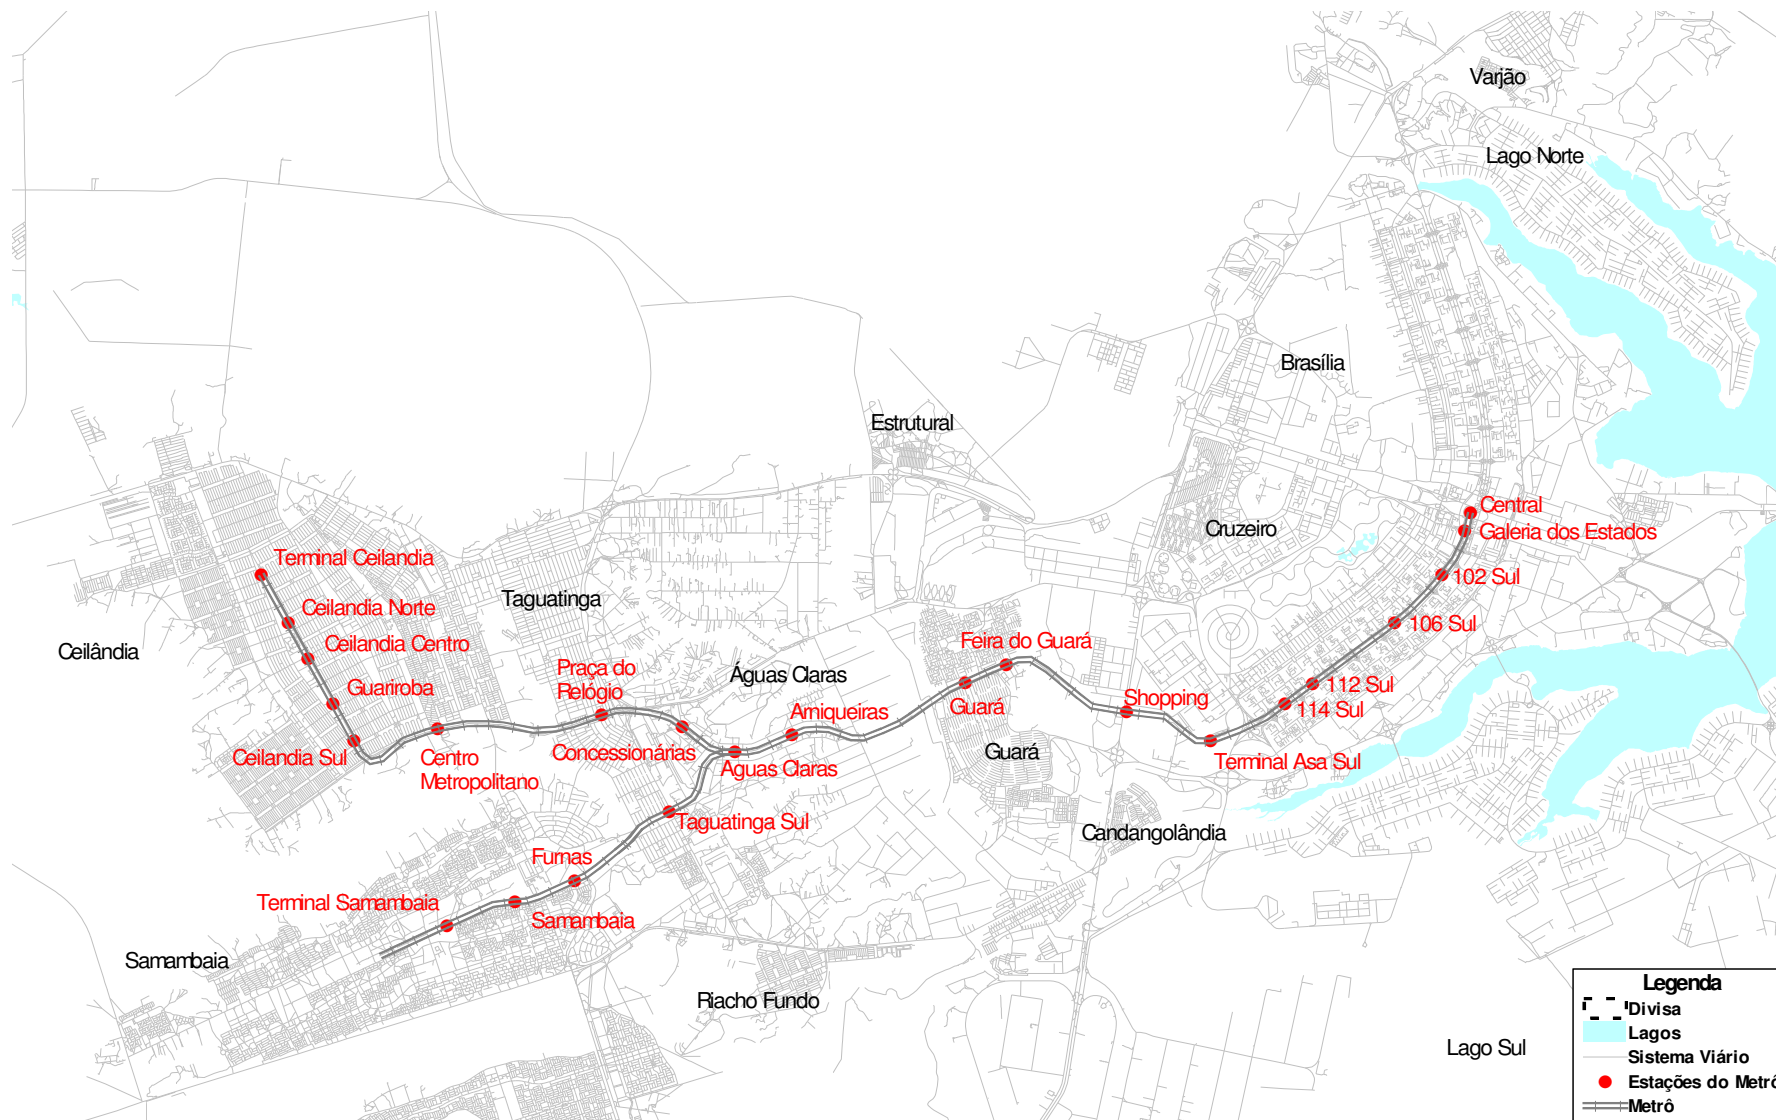 Varjão
Lago Norte
Brasília
Estrutural
Central
Cruzeiro
Galeria dos Estados
Terminal Ceilandia
102 Sul
Taguatinga
Ceilandia Norte
106 Sul
Ceilândia
Ceilandia Centro
Feira do Guará
Praça do
Relógio
Águas Claras
Guariroba
112 Sul
Shopping
Guará
114 Sul
Arniqueiras
Ceilandia Sul
Centro
Metropolitano
Concessionárias
Aguas Claras
Guará
Terminal Asa Sul
Taguatinga Sul
Candangolândia
Furnas
Terminal Samambaia
Samambaia
Samambaia
Riacho Fundo
Lago Sul
Legenda
Divisa
Lagos
Sistema Viário
Estações do Metrô
Metrô